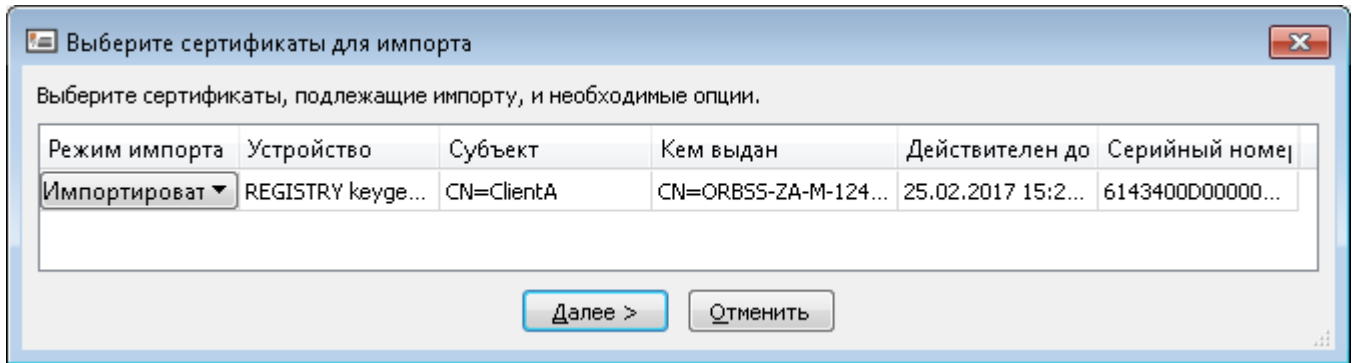 Выберите сертификаты для импорта
Выберите сертификаты, подлежащие импорту, и необходимые опции.
Режим импорта Устройство Субъект Кем выдан Действителен до Серийный номер
Импортироват REGISTRY keyge... CN=ClientA CN=ORBSS-ZA-M-124... 25.02.2017 15:2... 6143400D00000...
Далее > Отменить